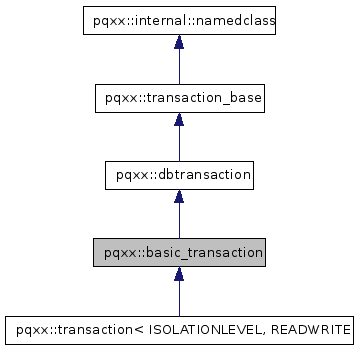 pqxx::internal::namedclass
pqxx::transaction_base
pqxx::dbtransaction
pqxx::basic_transaction
pqxx::transaction< ISOLATIONLEVEL, READWRITE